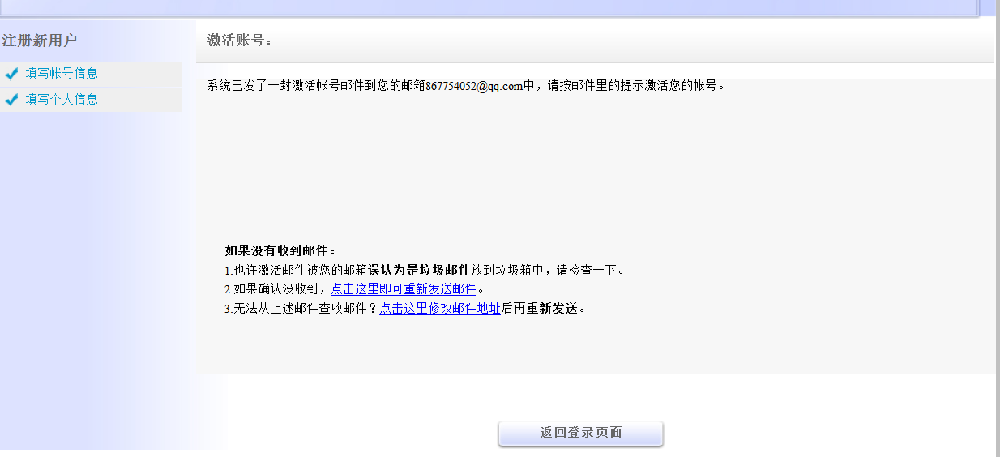 注册新用户
激活账号：
填写帐号信息
填写个人信息
系统已发了一封激活帐号邮件到您的邮箱867754052@qq.com中，请按邮件里的提示激活您的帐号。
如果没有收到邮件：
1.也许激活邮件被您的邮箱误认为是垃圾邮件放到垃圾箱中，请检查一下。
2.如果确认没收到，点击这里即可重新发送邮件。
3.无法从上述邮件查收邮件？点击这里修改邮件地址后再重新发送。
返回登录页面